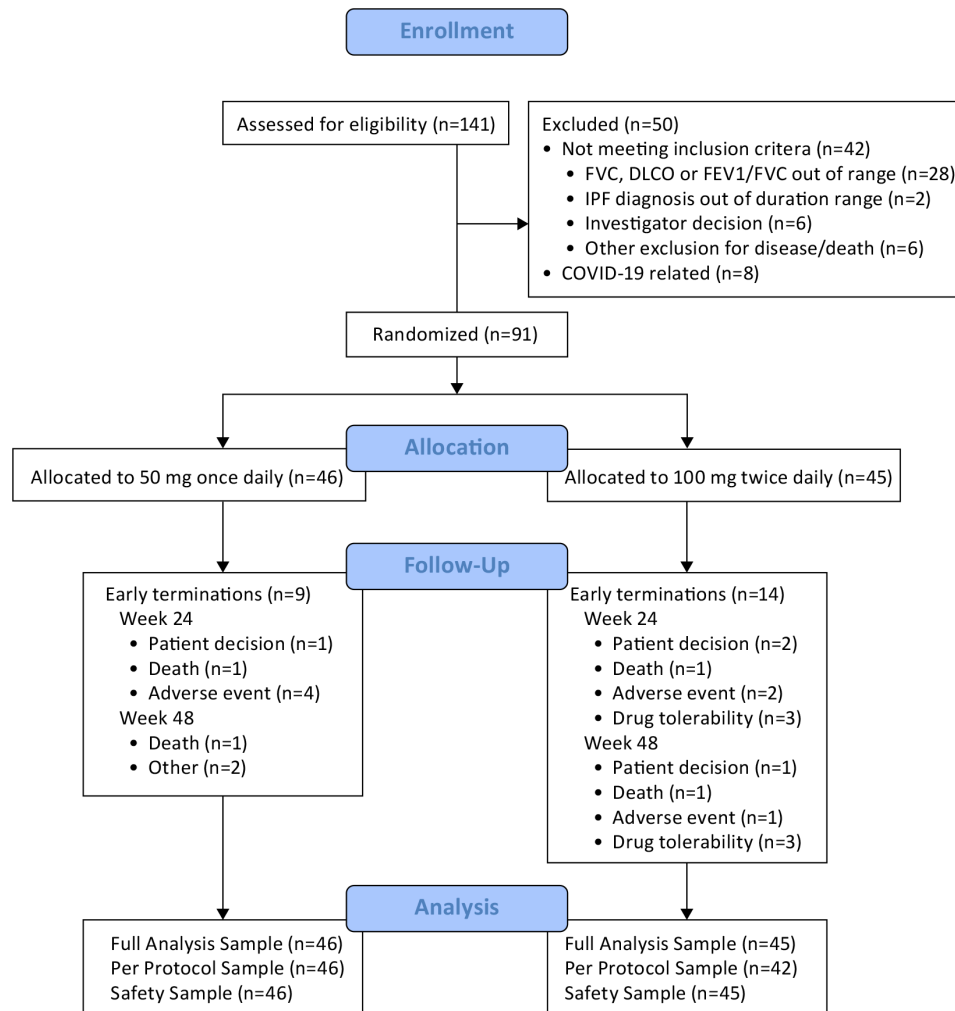 Enrollment
Assessed for eligibility (n=141)
Excluded (n=50)
• Not meeting inclusion critera (n=42)
• FVC, DLCO or FEV1/FVC out of range (n=28)
• IPF diagnosis out of duration range (n=2)
• Investigator decision (n=6)
• Other exclusion for disease/death (n=6)
• COVID-19 related (n=8)
Randomized (n=91)
Allocation
Allocated to 50 mg once daily (n=46)
Allocated to 100 mg twice daily (n=45)
Follow-Up
Early terminations (n=9)
Week 24
• Patient decision (n=1)
• Death (n=1)
• Adverse event (n=4)
Week 48
• Death (n=1)
• Other (n=2)
Early terminations (n=14)
Week 24
• Patient decision (n=2)
• Death (n=1)
• Adverse event (n=2)
• Drug tolerability (n=3)
Week 48
• Patient decision (n=1)
• Death (n=1)
• Adverse event (n=1)
• Drug tolerability (n=3)
Analysis
Full Analysis Sample (n=46)
Per Protocol Sample (n=46)
Safety Sample (n=46)
Full Analysis Sample (n=45)
Per Protocol Sample (n=42)
Safety Sample (n=45)